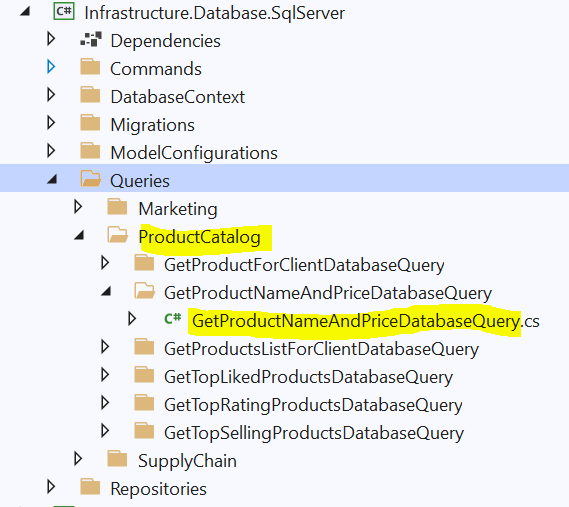 C# Infrastructure.Database.SqlServer
Dependencies
Commands
DatabaseContext
Migrations
ModelConfigurations
Queries
Marketing
ProductCatalog
GetProductForClientDatabaseQuery
GetProductNameAndPriceDatabaseQuery
C# GetProductNameAndPriceDatabaseQuery.cs
GetProductsListForClientDatabaseQuery
GetTopLikedProductsDatabaseQuery
GetTopRatingProductsDatabaseQuery
GetTopSellingProductsDatabaseQuery
SupplyChain
Repositories